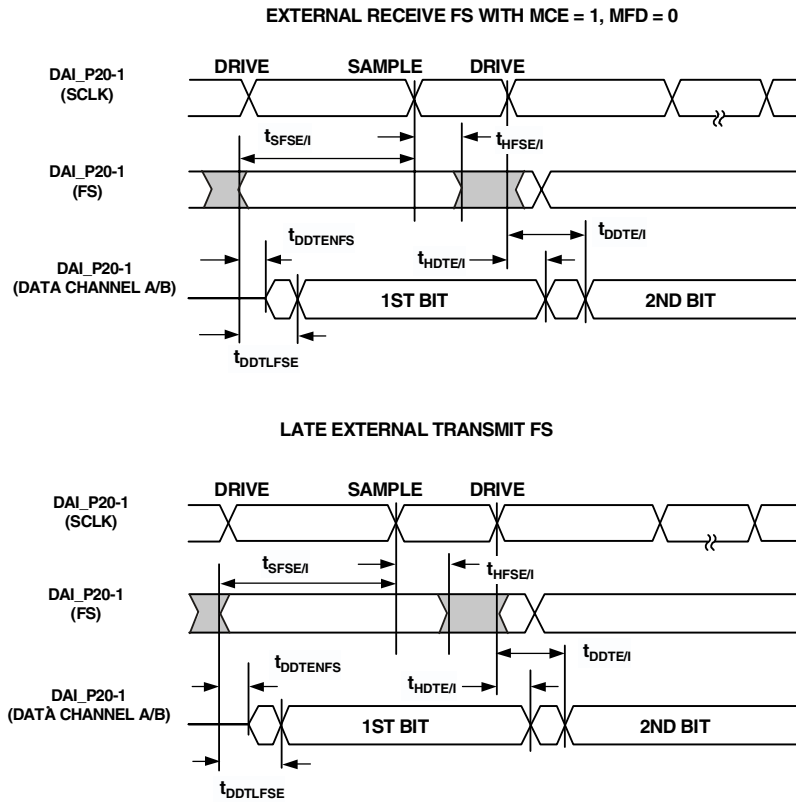 EXTERNAL RECEIVE FS WITH MCE = 1, MFD = 0
DAI_P20-1
(SCLK)
DRIVE SAMPLE DRIVE
tSFSE/I
tHFSE/I
DAI_P20-1
(FS)
tDDTENFS
tHDTE/I
tDDTE/I
DAI_P20-1
(DATA CHANNEL A/B)
1ST BIT 2ND BIT
tDDTLFSE
LATE EXTERNAL TRANSMIT FS
DAI_P20-1
(SCLK)
DRIVE SAMPLE DRIVE
tSFSE/I
tHFSE/I
DAI_P20-1
(FS)
tDDTENFS
tHDTE/I
tDDTE/I
DAI_P20-1
(DATA CHANNEL A/B)
1ST BIT 2ND BIT
tDDTLFSE